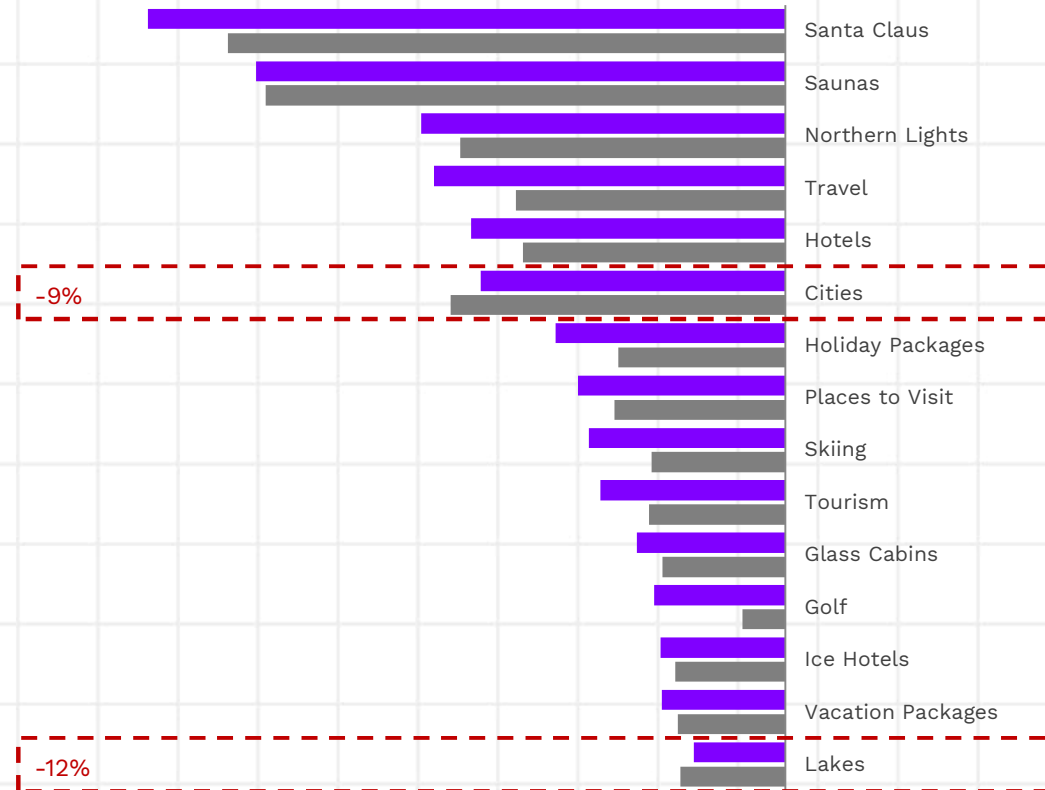 Santa Claus
Saunas
Northern Lights
Travel
Hotels
-9%
Cities
Holiday Packages
Places to Visit
Skiing
Tourism
Glass Cabins
Golf
Ice Hotels
Vacation Packages
-12%
Lakes